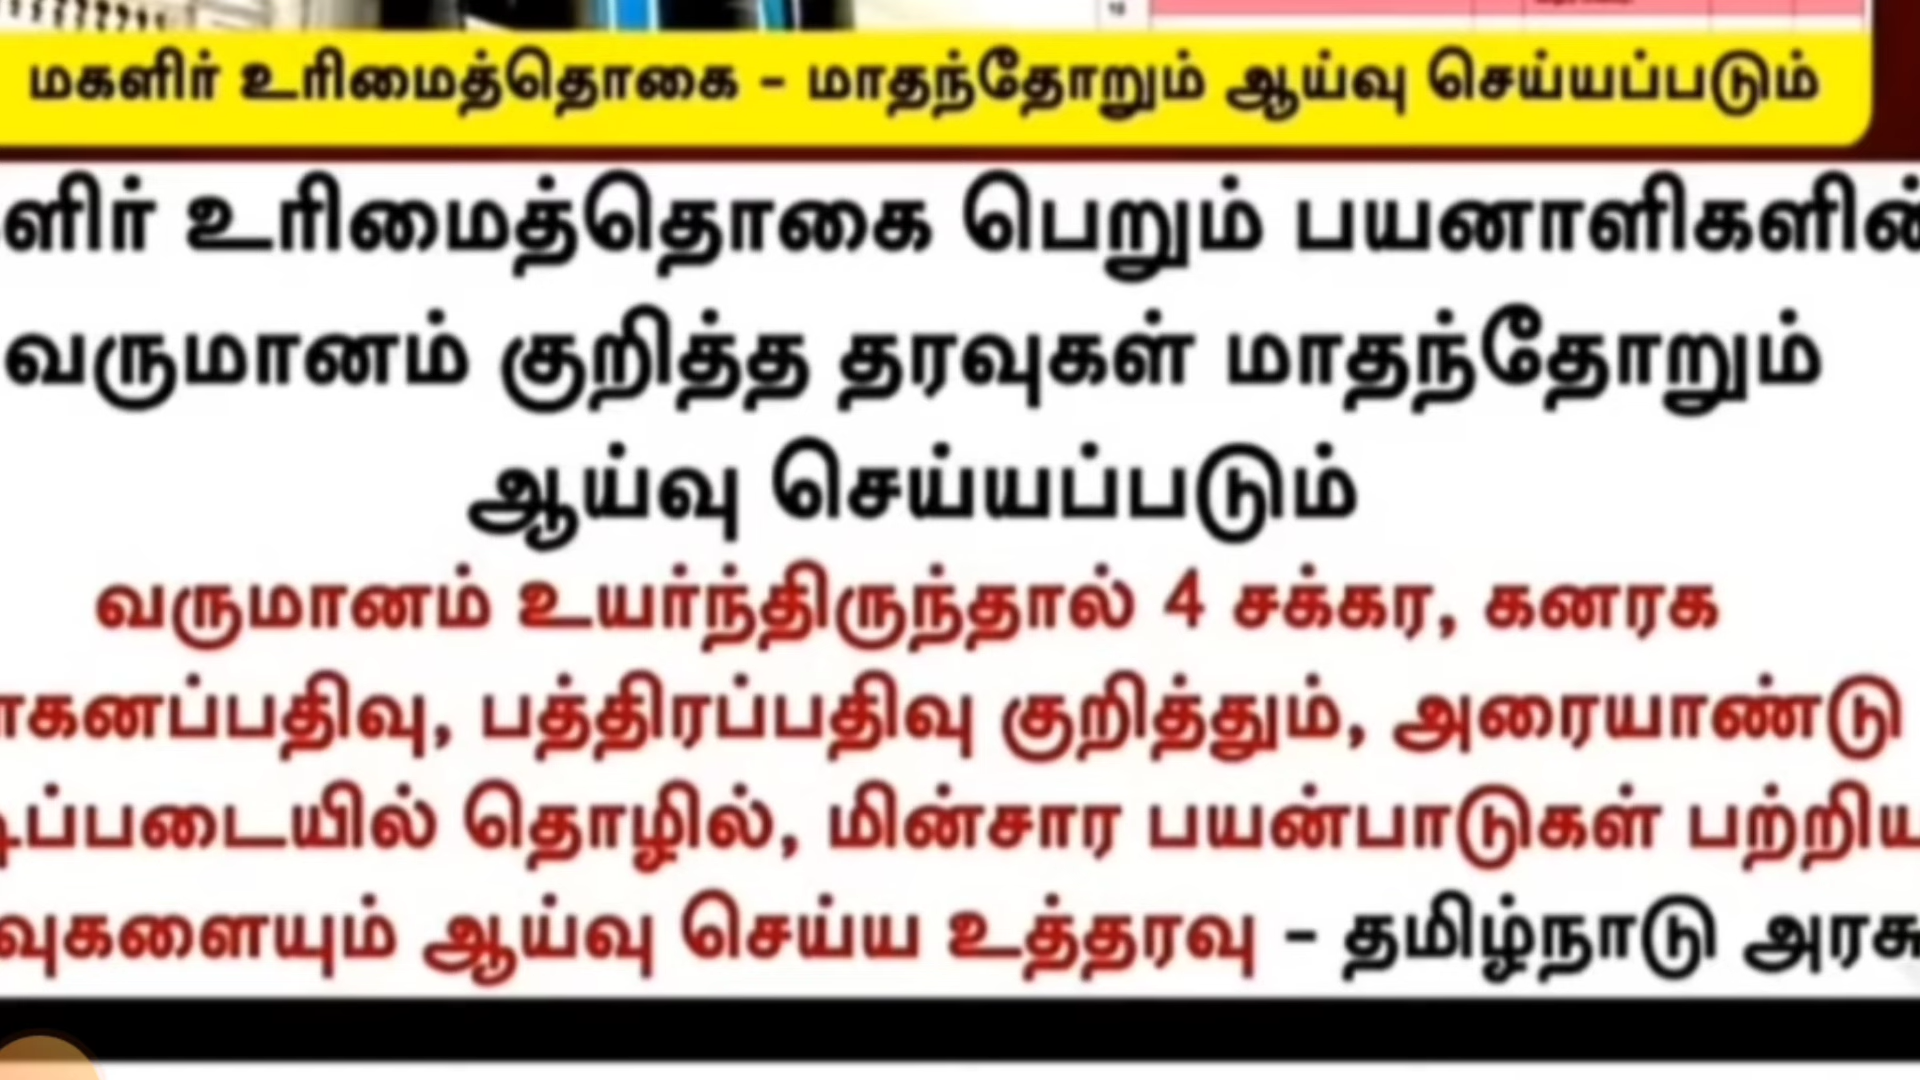 மகளிர் உரிமைத்தொகை - மாதந்தோறும் ஆய்வு செய்யப்படும்
ளிர் உரிமைத்தொகை பெறும் பயனாளிகளின்
வருமானம் குறித்த தரவுகள் மாதந்தோறும்
ஆய்வு செய்யப்படும்
வருமானம் உயர்ந்திருந்தால் 4 சக்கர, கனரக
ாகனப்பதிவு, பத்திரப்பதிவு குறித்தும், அரையாண்டு
டிப்படையில் தொழில், மின்சார பயன்பாடுகள் பற்றிய
வுகளையும் ஆய்வு செய்ய உத்தரவு - தமிழ்நாடு அரசு